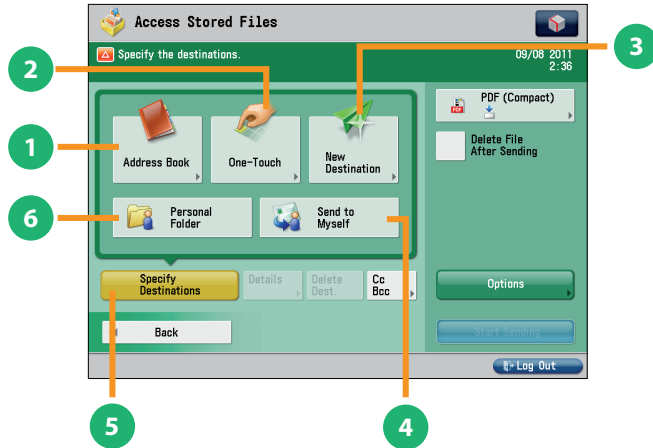 Access Stored Files
Specify the destinations.
09/08 2011
2:36
3
2
1
6
Address Book
One-Touch
New
Destination
Personal
Folder
Send to
Myself
PDF (Compact)
PDF
Delete File
After Sending
Specify
Destinations
Details
Delete
Dest.
Cc
Bcc
Options
Back
Start Sending
Log Out
5
4